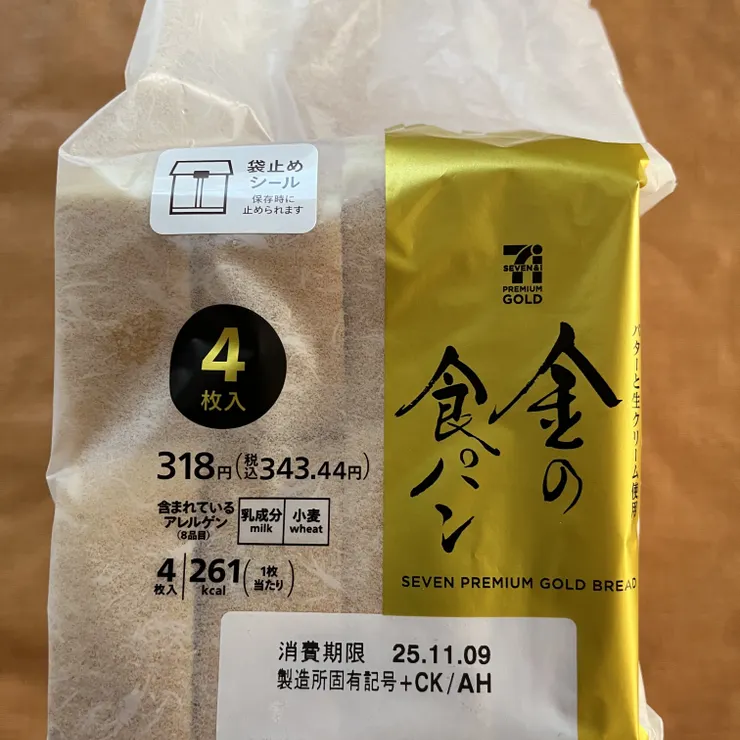 袋止め
シール
保存時に
止められます
SEVEN&I
PREMIUM
GOLD
金の
食パン
バターと生クリーム使用
SEVEN PREMIUM GOLD BREAD
4
枚入
318円(税込343.44円)
含まれている
アレルゲン
(8品目)
乳成分
milk
小麦
wheat
4
枚入
261
kcal
(1枚
当たり)
消費期限 25.11.09
製造所固有記号+CK/AH